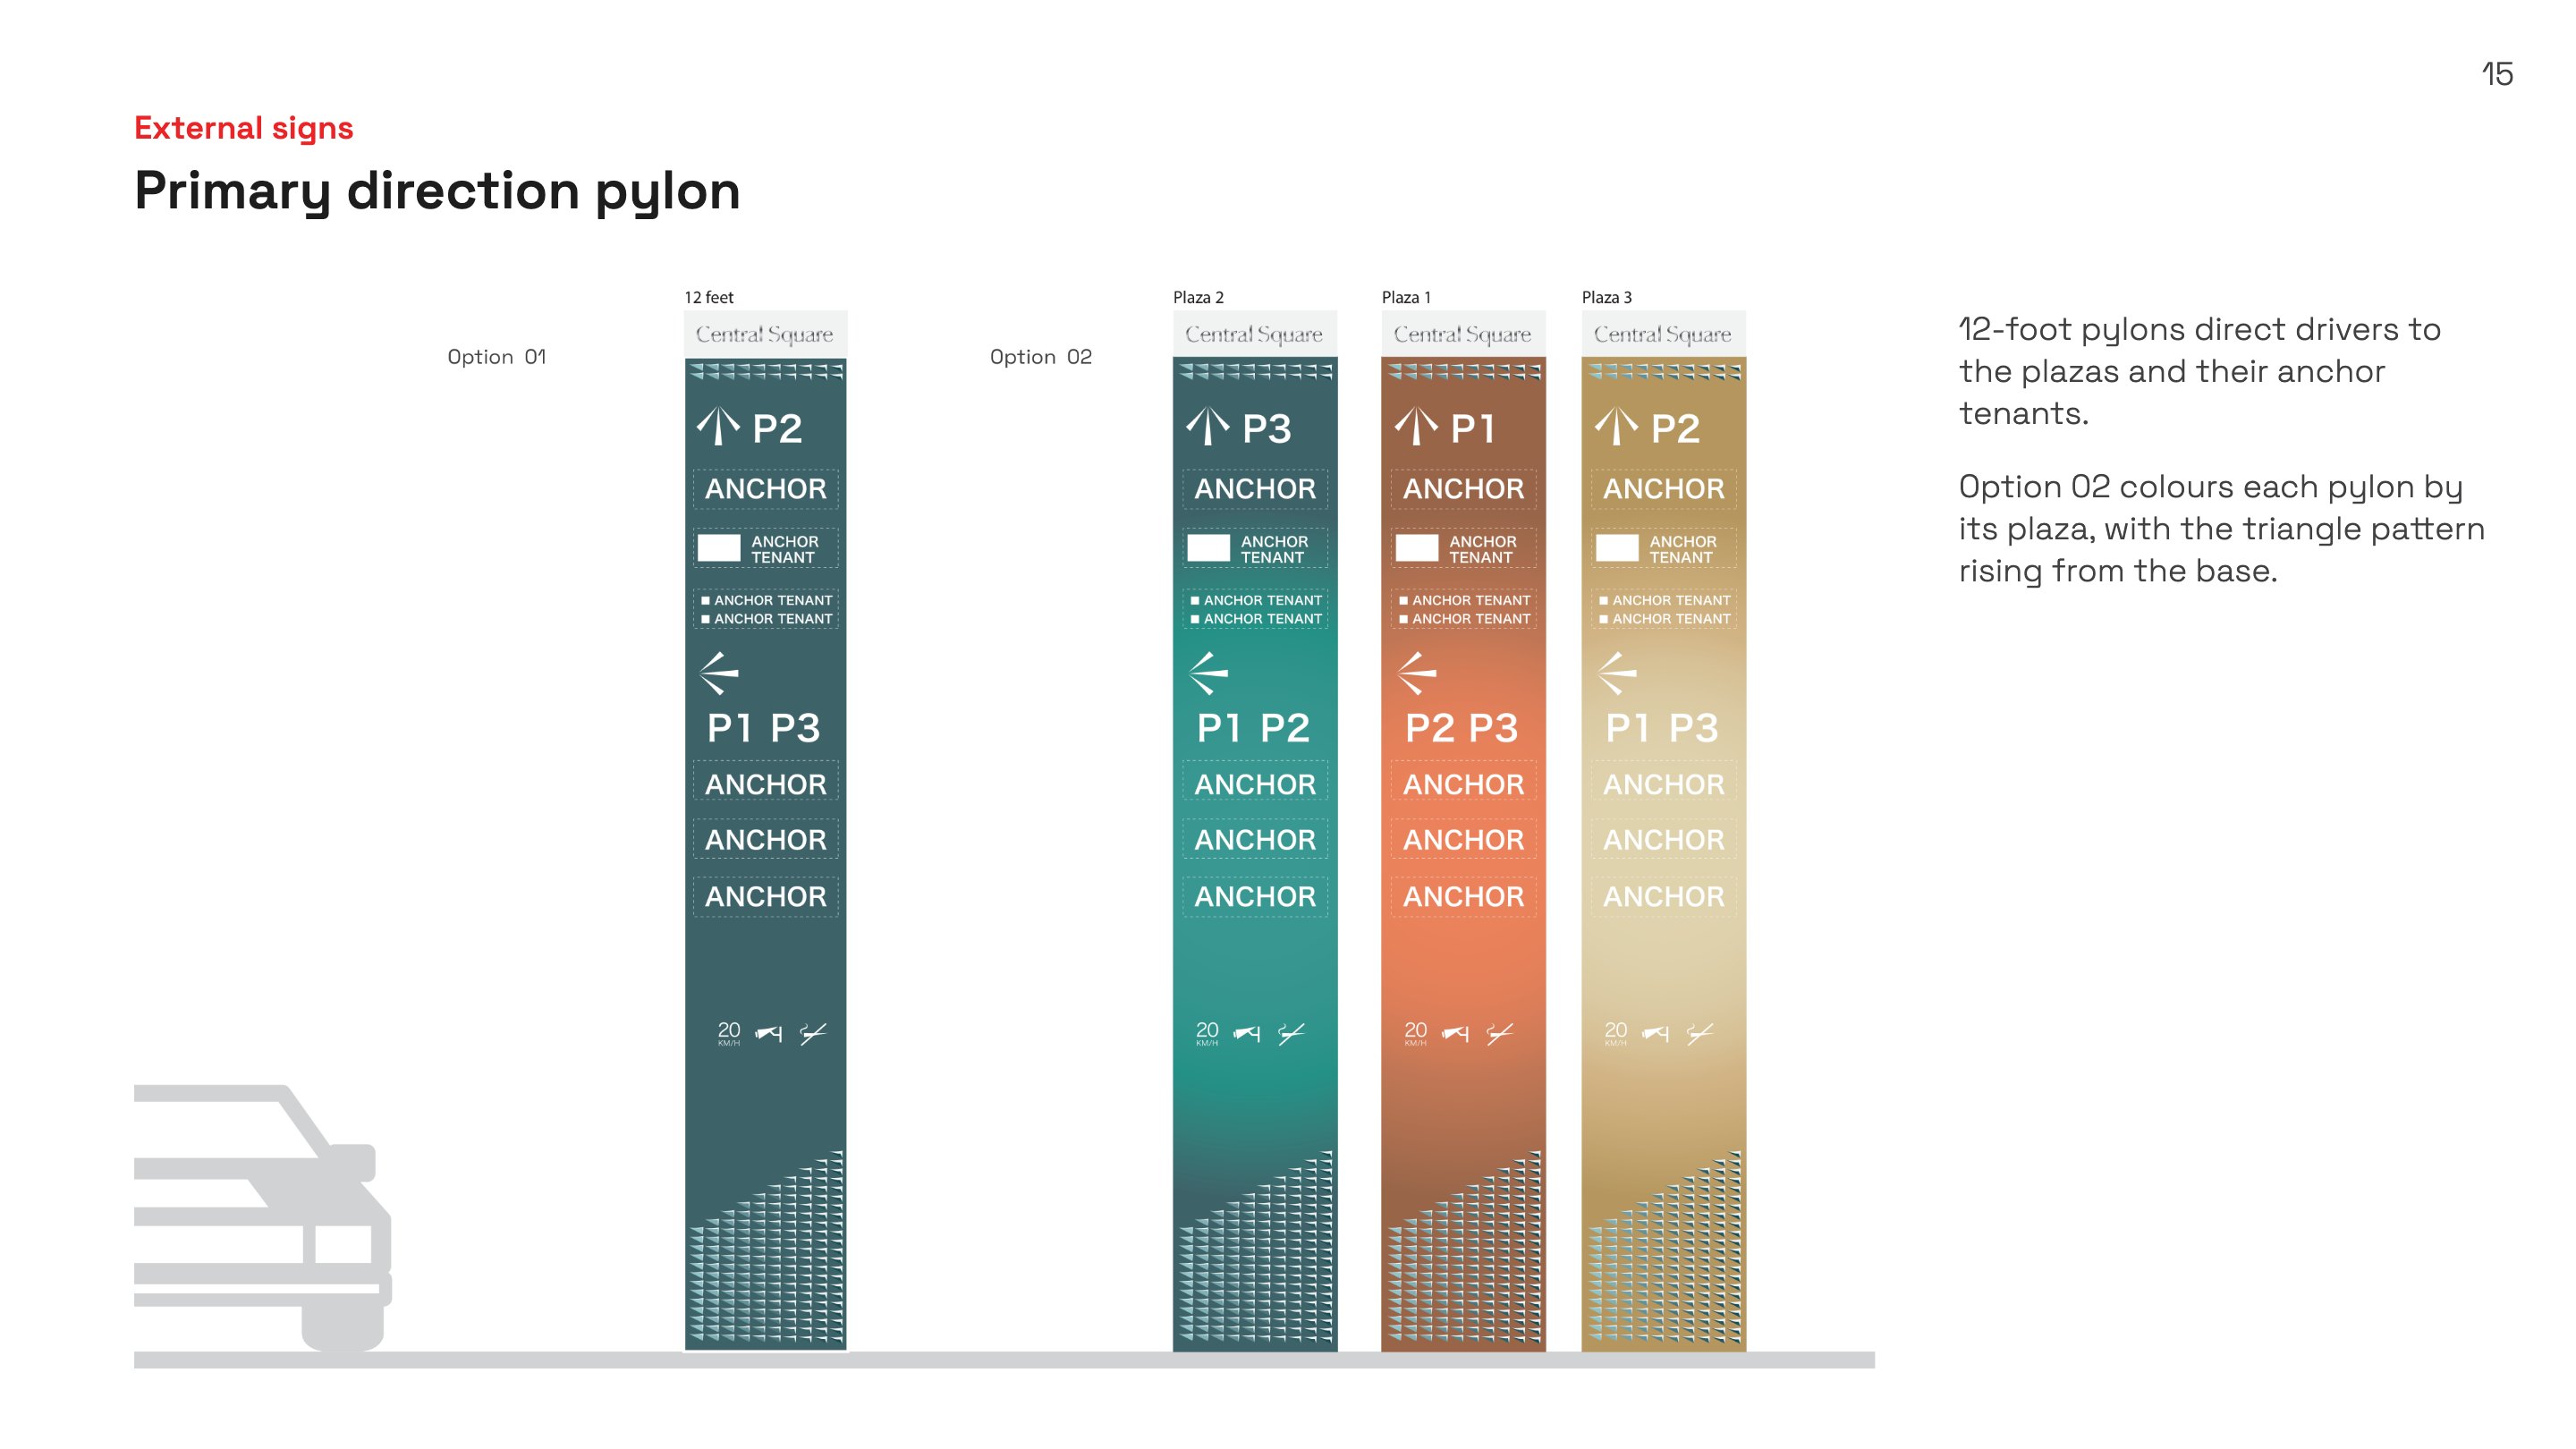 15
External signs
Primary direction pylon
Option 01
12 feet
Central Square
P2
ANCHOR
ANCHOR
TENANT
ANCHOR TENANT
ANCHOR TENANT
P1 P3
ANCHOR
ANCHOR
ANCHOR
20
KM/H
Option 02
Plaza 2
Central Square
P3
ANCHOR
ANCHOR
TENANT
ANCHOR TENANT
ANCHOR TENANT
P1 P2
ANCHOR
ANCHOR
ANCHOR
20
KM/H
Plaza 1
Central Square
P1
ANCHOR
ANCHOR
TENANT
ANCHOR TENANT
ANCHOR TENANT
P2 P3
ANCHOR
ANCHOR
ANCHOR
20
KM/H
Plaza 3
Central Square
P2
ANCHOR
ANCHOR
TENANT
ANCHOR TENANT
ANCHOR TENANT
P1 P3
ANCHOR
ANCHOR
ANCHOR
20
KM/H
12-foot pylons direct drivers to
the plazas and their anchor
tenants.
Option 02 colours each pylon by
its plaza, with the triangle pattern
rising from the base.